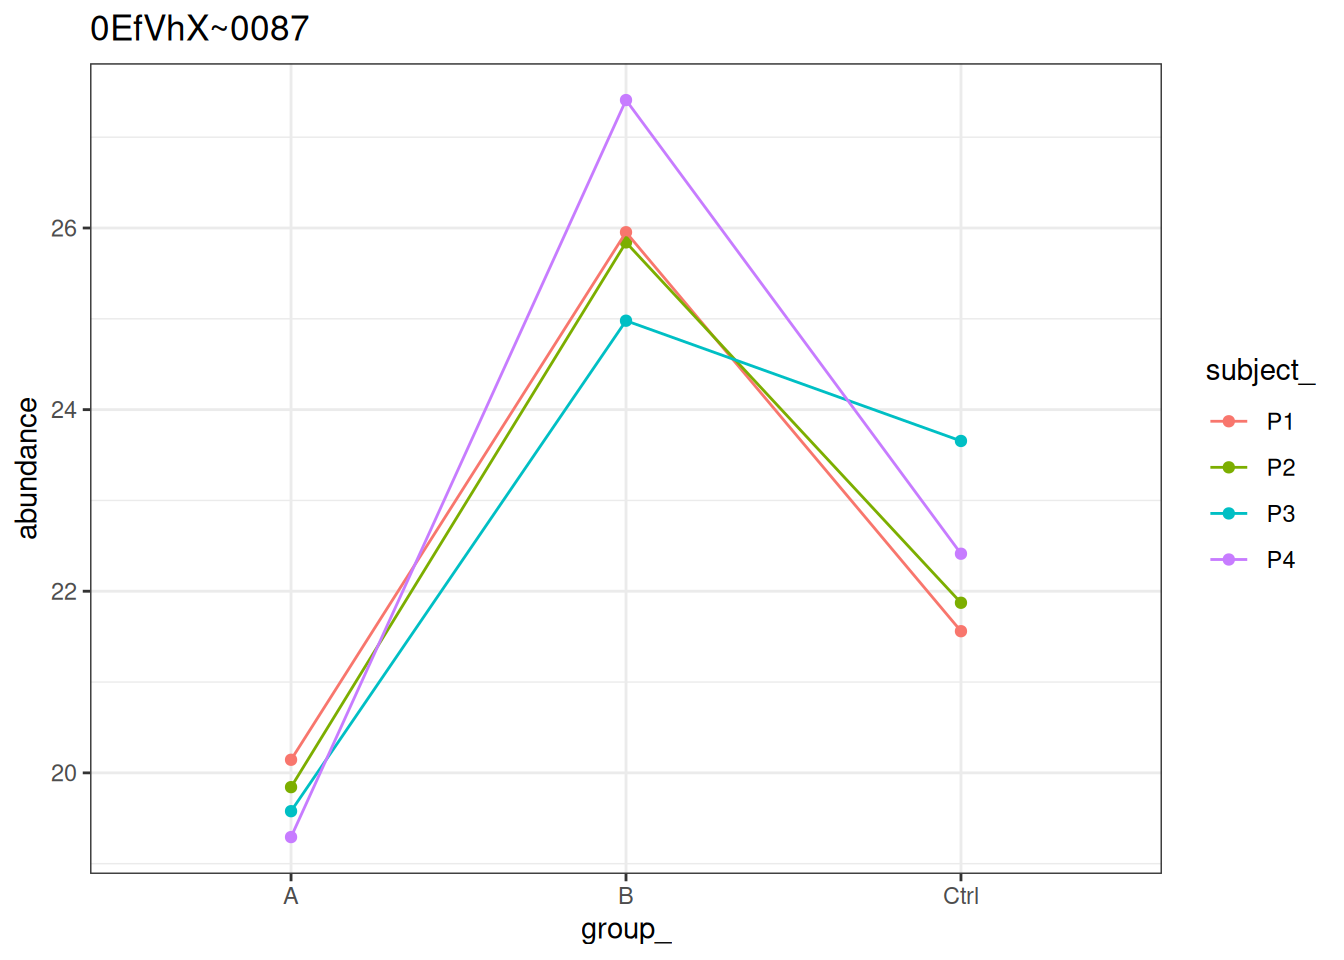 0EfVhX~0087
abundance
26
24
22
20
A
B
Ctrl
group_
subject_
P1
P2
P3
P4